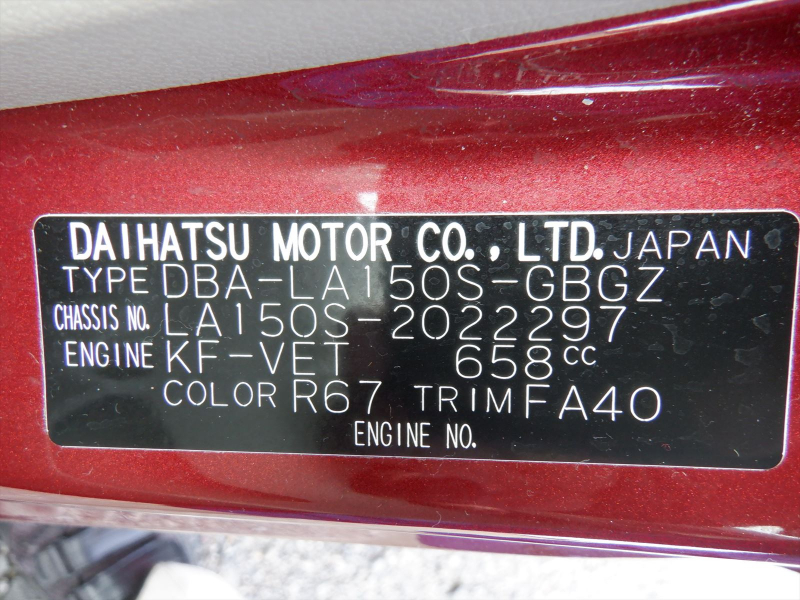 DAIHATSU MOTOR CO., LTD. JAPAN
TYPE DBA-LA150S-GBGZ
CHASSIS NO. LA150S-2022297
ENGINE KF-VET 658cc
COLOR R67 TRIM FA40
ENGINE NO.